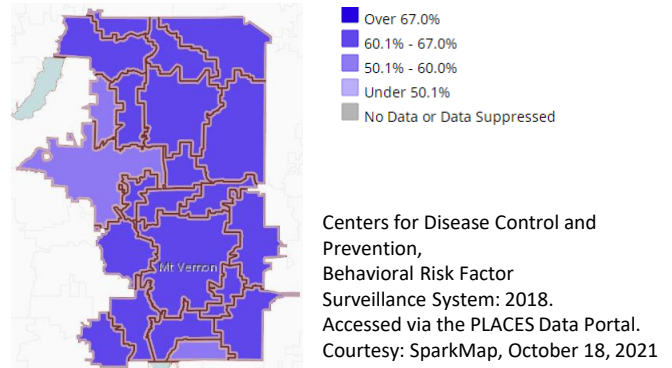 Over 67.0%
60.1% - 67.0%
50.1% - 60.0%
Under 50.1%
No Data or Data Suppressed
Mt Vernon
Centers for Disease Control and
Prevention,
Behavioral Risk Factor
Surveillance System: 2018.
Accessed via the PLACES Data Portal.
Courtesy: SparkMap, October 18, 2021